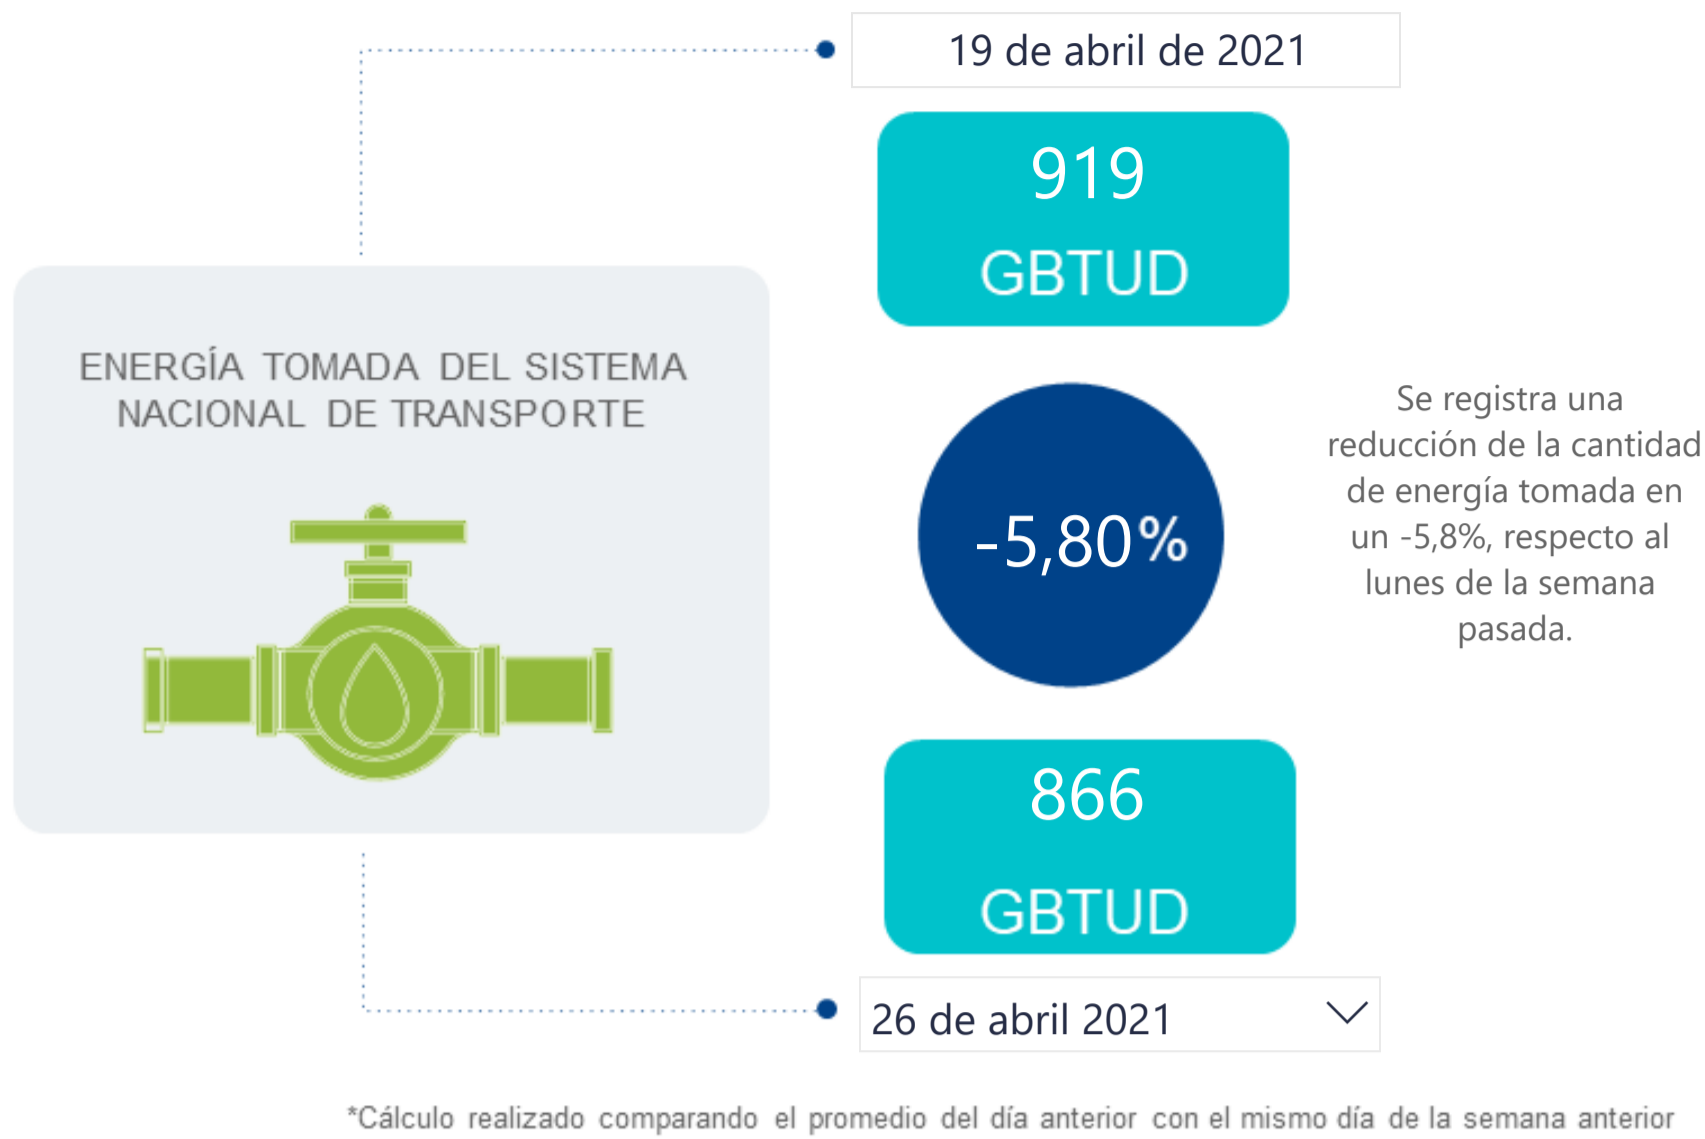 19 de abril de 2021
919
GBTUD
ENERGÍA TOMADA DEL SISTEMA
NACIONAL DE TRANSPORTE
-5,80%
Se registra una
reducción de la cantidad
de energía tomada en
un -5,8%, respecto al
lunes de la semana
pasada.
866
GBTUD
26 de abril 2021
*Cálculo realizado comparando el promedio del día anterior con el mismo día de la semana anterior